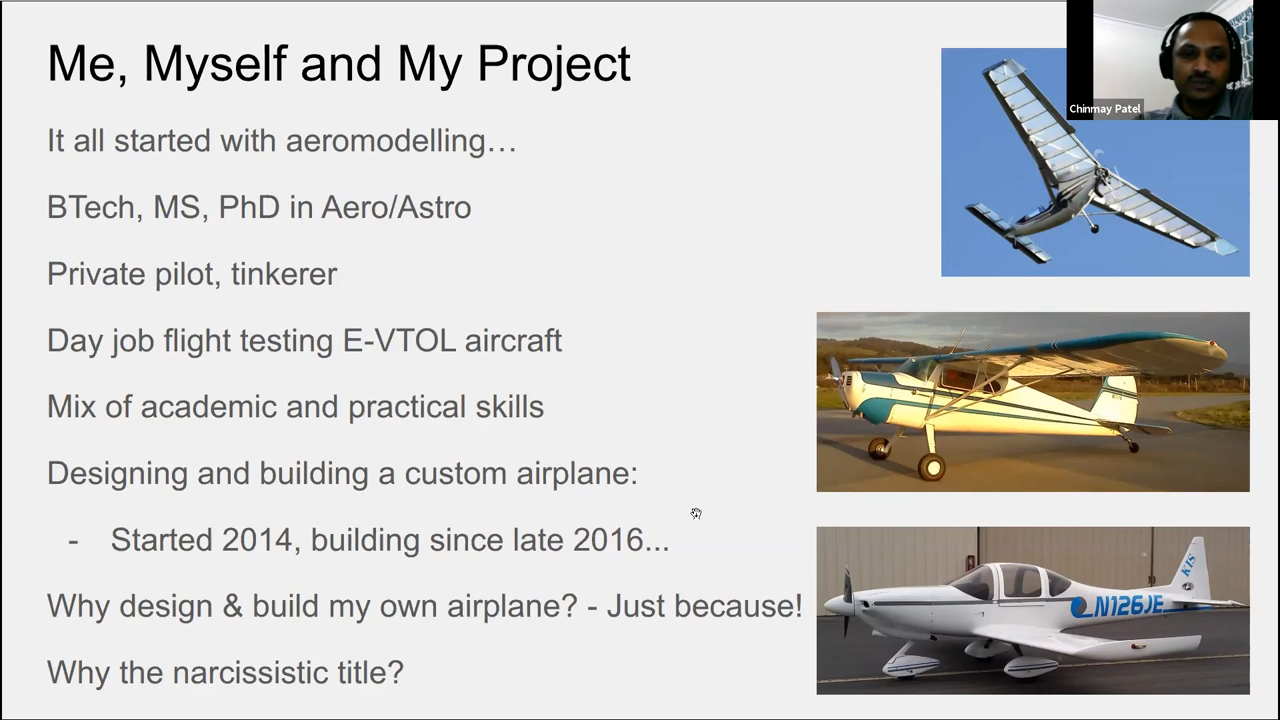 Me, Myself and My Project
Chinmay Patel
It all started with aeromodelling…
BTech, MS, PhD in Aero/Astro
Private pilot, tinkerer
Day job flight testing E-VTOL aircraft
Mix of academic and practical skills
Designing and building a custom airplane:
- Started 2014, building since late 2016...
Why design & build my own airplane? - Just because!
Why the narcissistic title?
KIS
N126JE